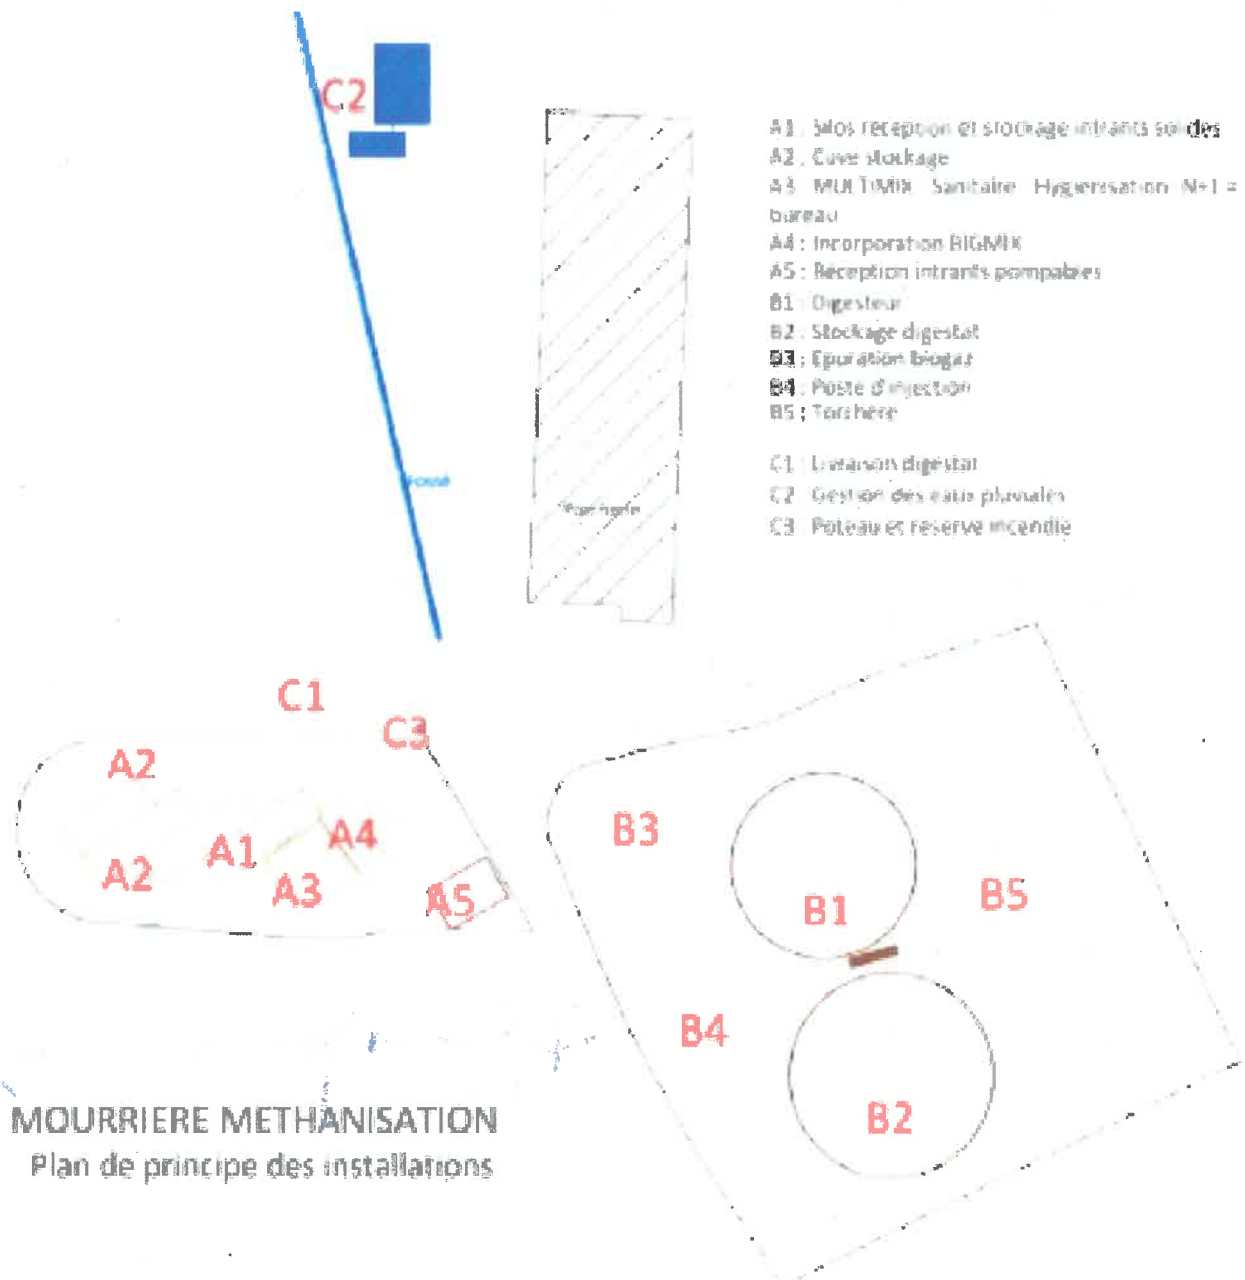 C2
A1 : Silos réception et stockage intrants solides
A2 : Cuve stockage
A3 : MULTIMIX Sanitaire Hygiénisation N+1 =
bureau
A4 : Incorporation BIGMIX
A5 : Réception intrants pompables
B1 : Digesteur
B2 : Stockage digestat
B3 : Epuration biogaz
B4 : Poste d'injection
B5 : Torchère
C1 : Livraison digestat
C2 : Gestion des eaux pluviales
C3 : Poteau et réserve incendie
Fossé
Porcherie
C1
C3
A2
A1
A4
A2
A3
A5
B3
B1
B5
B4
B2
MOURRIERE METHANISATION
Plan de principe des installations